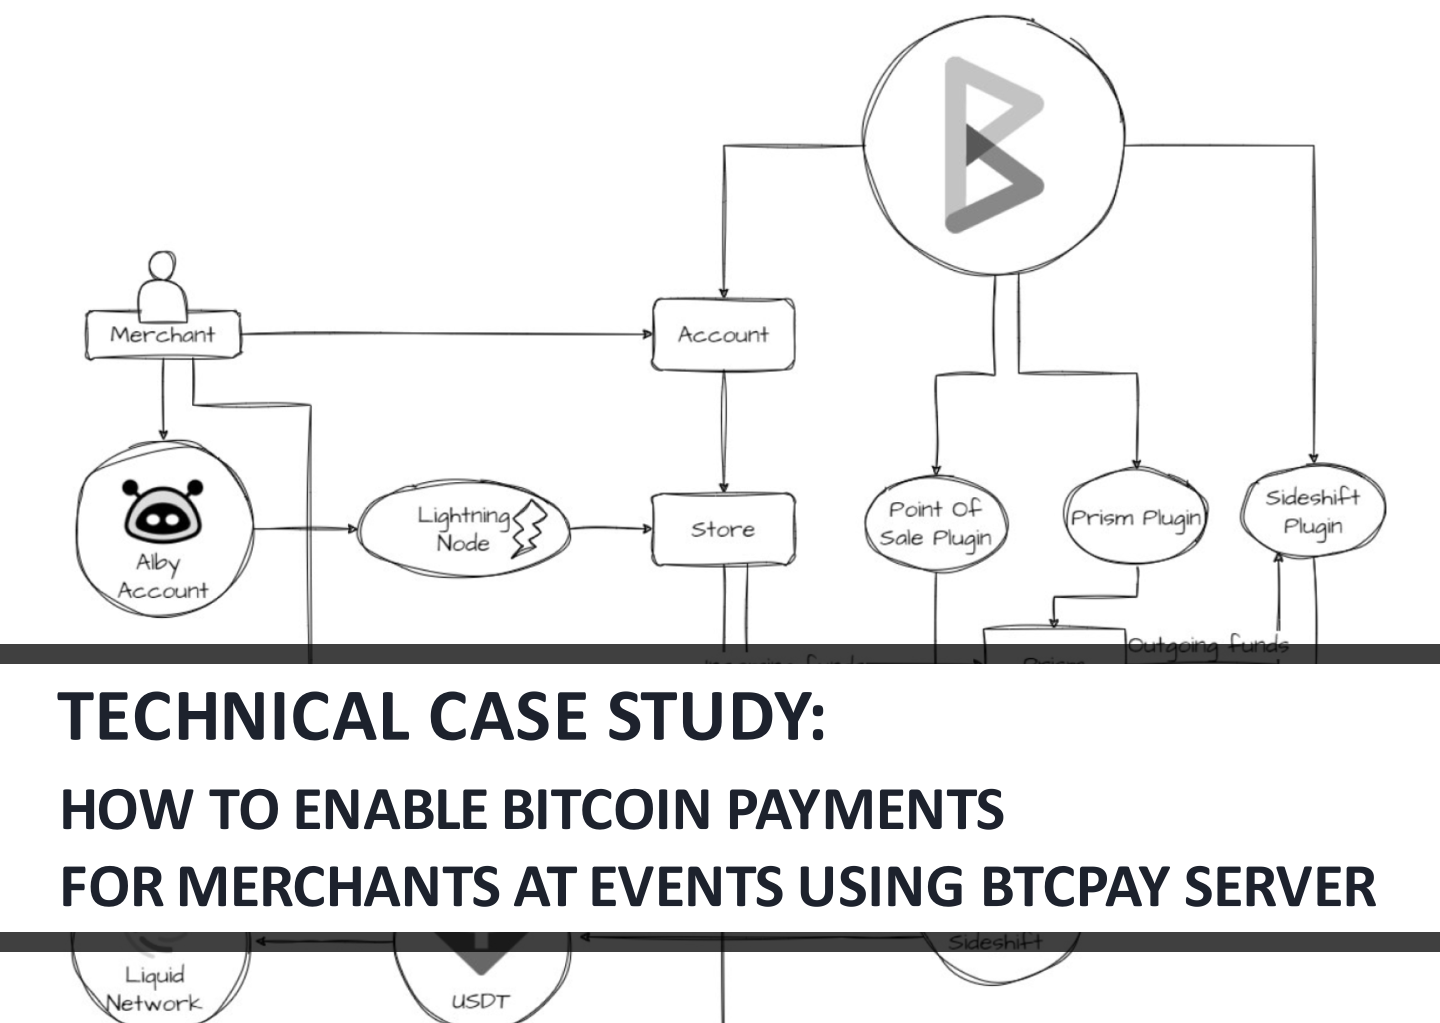 Merchant
Account
Alby
Account
Lightning
Node
Store
Point Of
Sale Plugin
Prism Plugin
Sideshift
Plugin
Outgoing funds
TECHNICAL CASE STUDY:
HOW TO ENABLE BITCOIN PAYMENTS
FOR MERCHANTS AT EVENTS USING BTCPAY SERVER
Sideshift
Liquid
Network
USDT